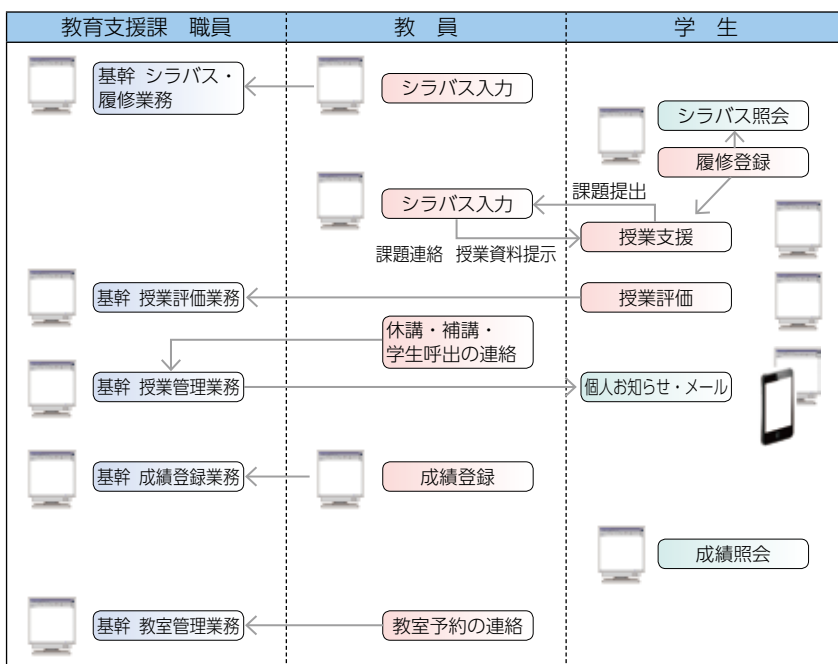 教育支援課　職員
教　員
学　生
基幹 シラバス・
履修業務
シラバス入力
シラバス照会
履修登録
課題提出
シラバス入力
授業支援
課題連絡　授業資料提示
基幹 授業評価業務
授業評価
休講・補講・
学生呼出の連絡
基幹 授業管理業務
個人お知らせ・メール
基幹 成績登録業務
成績登録
成績照会
基幹 教室管理業務
教室予約の連絡